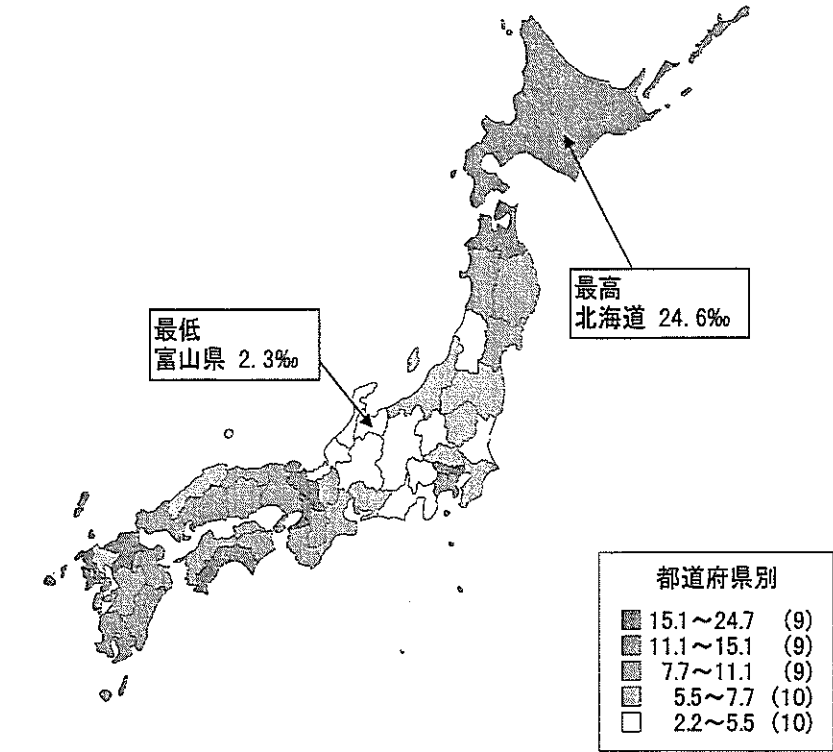 最高
北海道 24.6‰
最低
富山県 2.3‰
都道府県別
15.1～24.7 (9)
11.1～15.1 (9)
7.7～11.1 (9)
5.5～7.7 (10)
2.2～5.5 (10)